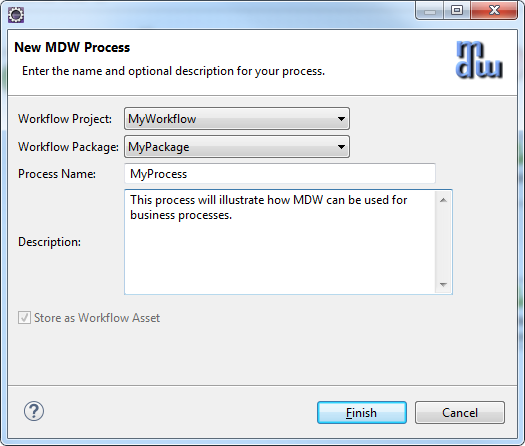 New MDW Process
Enter the name and optional description for your process.
mdw
Workflow Project: MyWorkflow
Workflow Package: MyPackage
Process Name: MyProcess
Description:
This process will illustrate how MDW can be used for
business processes.
Store as Workflow Asset
? Finish Cancel